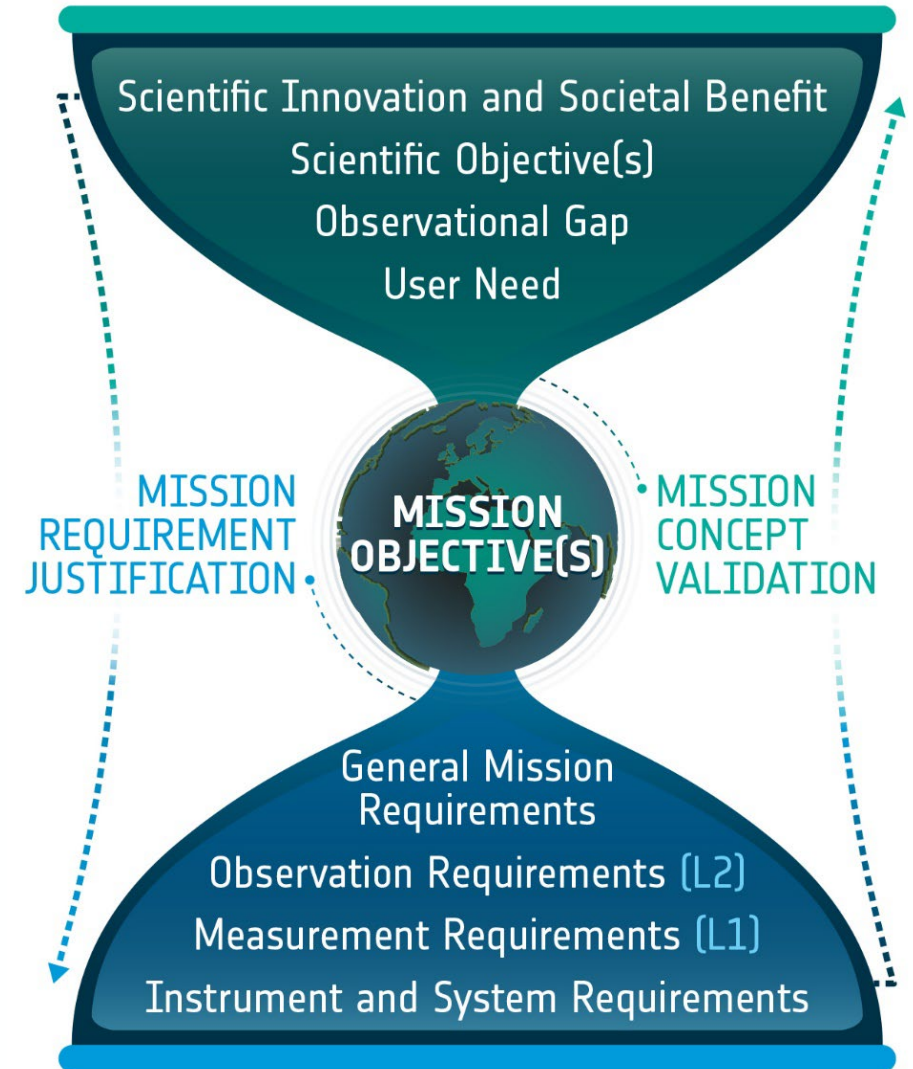 Scientific Innovation and Societal Benefit
Scientific Objective(s)
Observational Gap
User Need
MISSION
REQUIREMENT
JUSTIFICATION
MISSION
OBJECTIVE(S)
MISSION
CONCEPT
VALIDATION
General Mission
Requirements
Observation Requirements (L2)
Measurement Requirements (L1)
Instrument and System Requirements